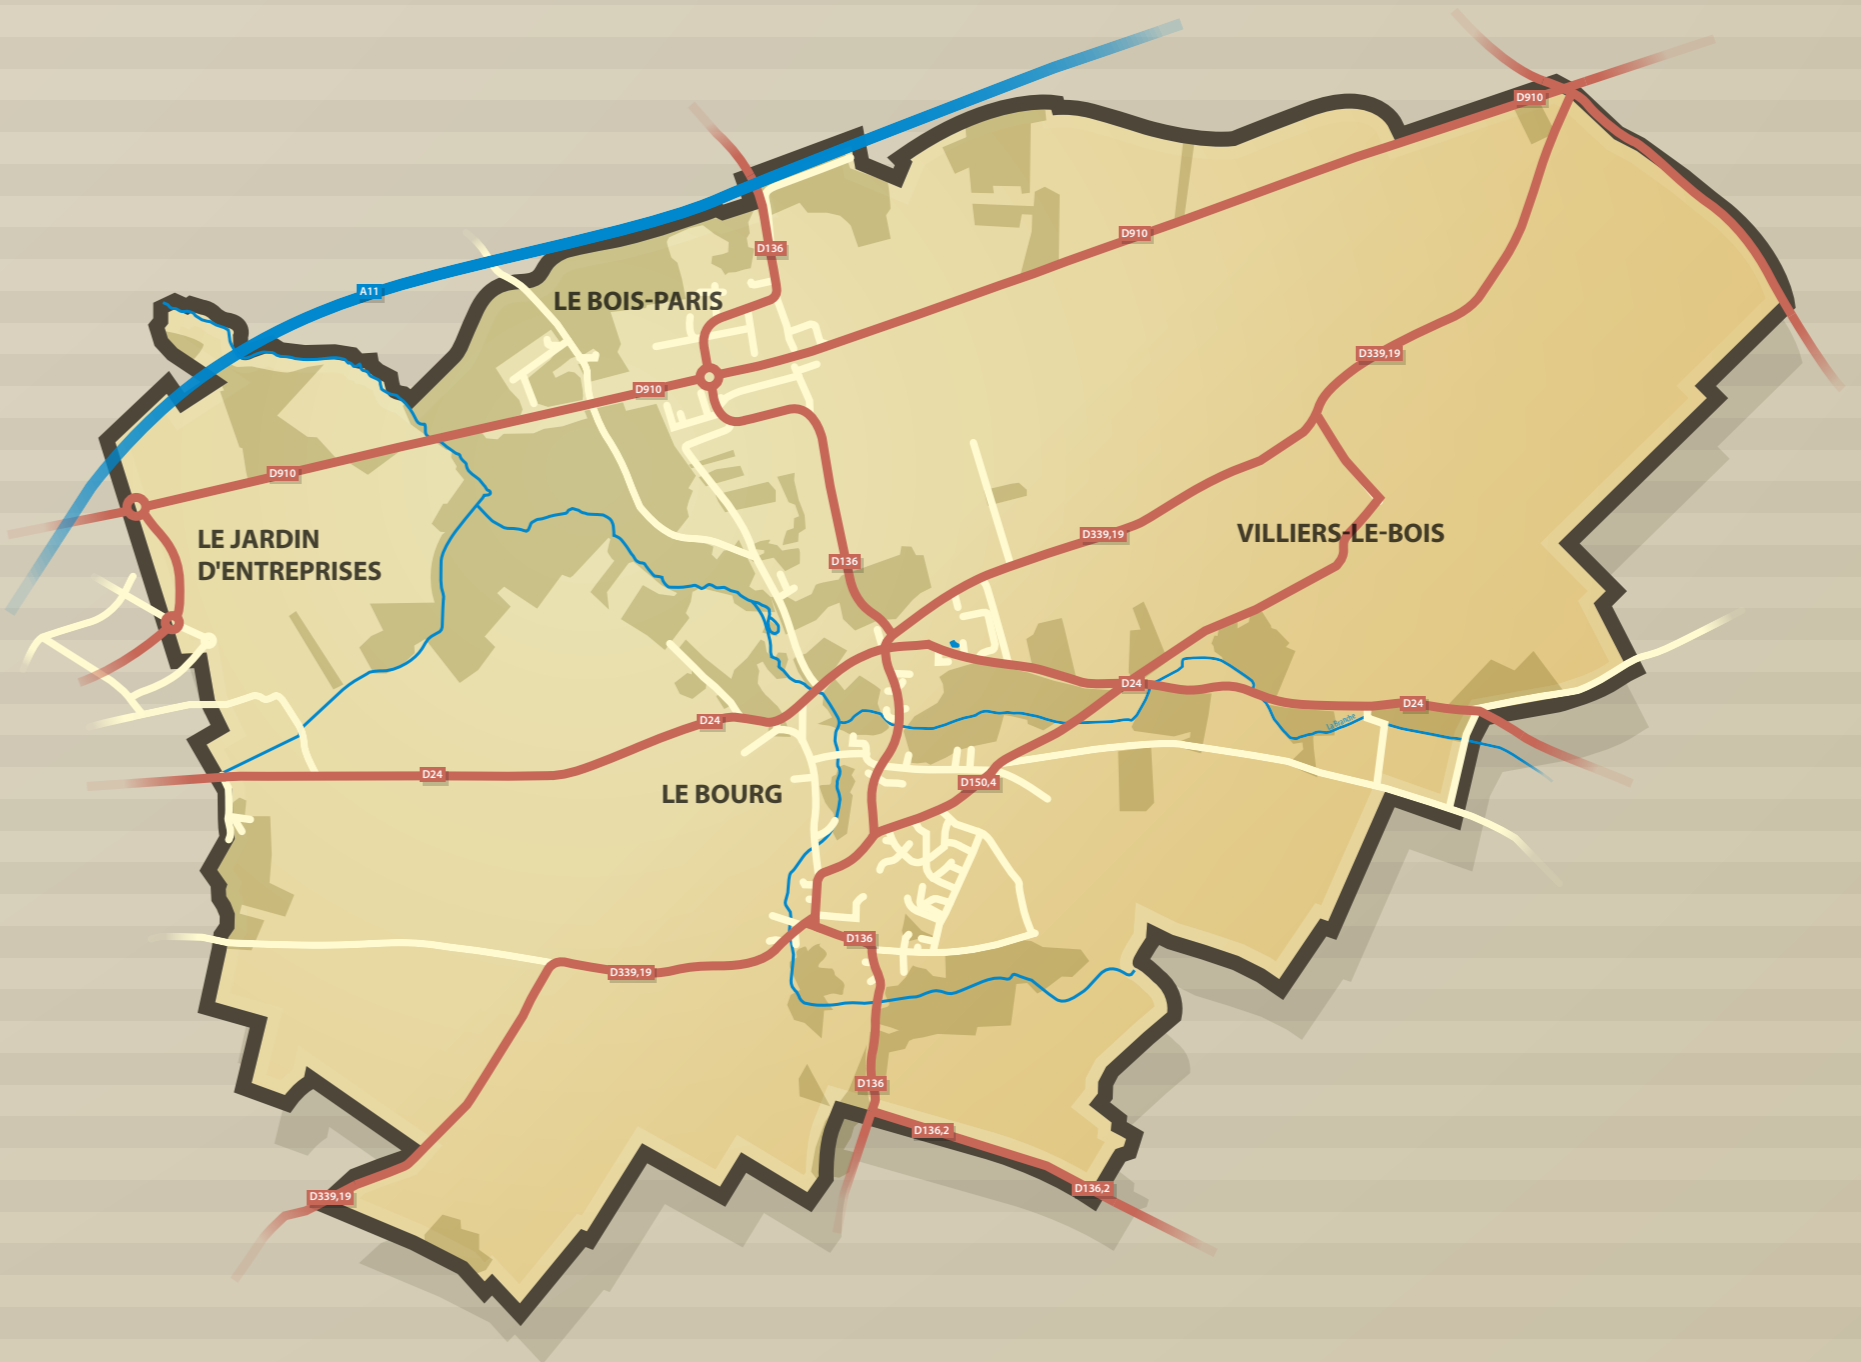 D910
D910
D136
A11
LE BOIS-PARIS
D339,19
D910
D910
LE JARDIN
D'ENTREPRISES
D339,19
VILLIERS-LE-BOIS
D136
D24
D24
D24
D24
D150,4
LE BOURG
D136
D339,19
D136
D136,2
D136,2
D339,19